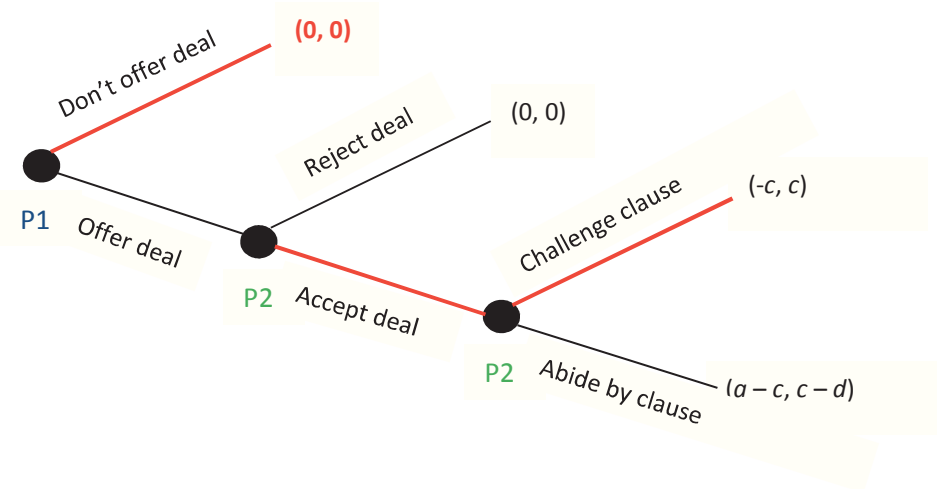 Don't offer deal
(0, 0)
Reject deal
(0, 0)
P1
Offer deal
Challenge clause
(-c, c)
P2
Accept deal
P2
Abide by clause
(a – c, c – d)